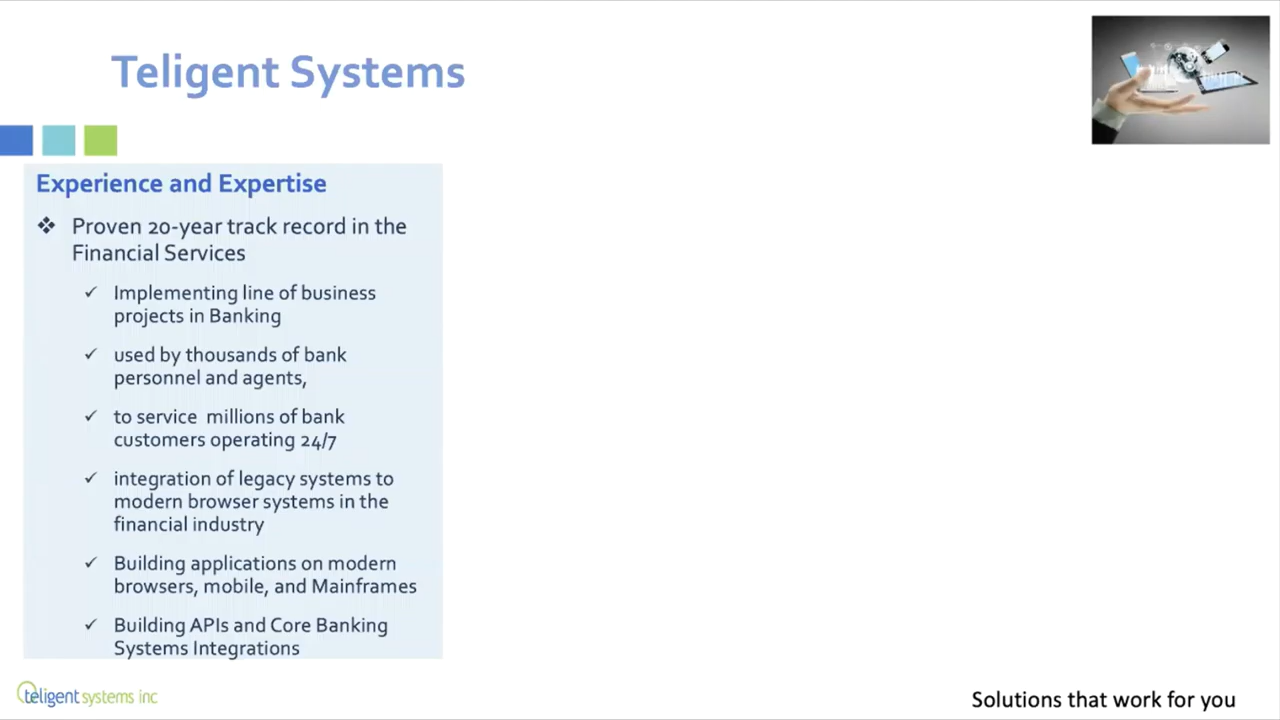 Teligent Systems
Experience and Expertise
❖ Proven 20-year track record in the
Financial Services
✓ Implementing line of business
projects in Banking
✓ used by thousands of bank
personnel and agents,
✓ to service  millions of bank
customers operating 24/7
✓ integration of legacy systems to
modern browser systems in the
financial industry
✓ Building applications on modern
browsers, mobile, and Mainframes
✓ Building APIs and Core Banking
Systems Integrations
teligent systems inc
Solutions that work for you